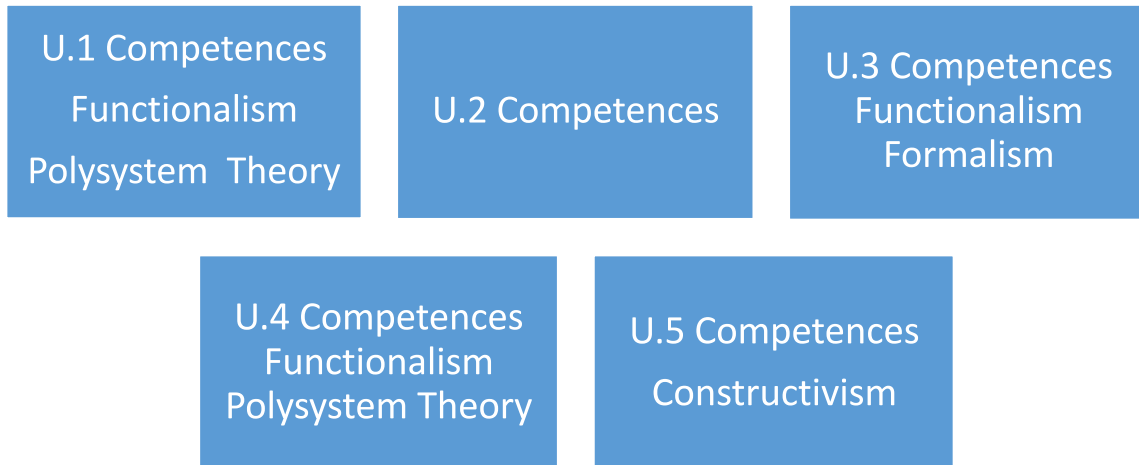 U.1 Competences
Functionalism
Polysystem Theory
U.2 Competences
U.3 Competences
Functionalism
Formalism
U.4 Competences
Functionalism
Polysystem Theory
U.5 Competences
Constructivism